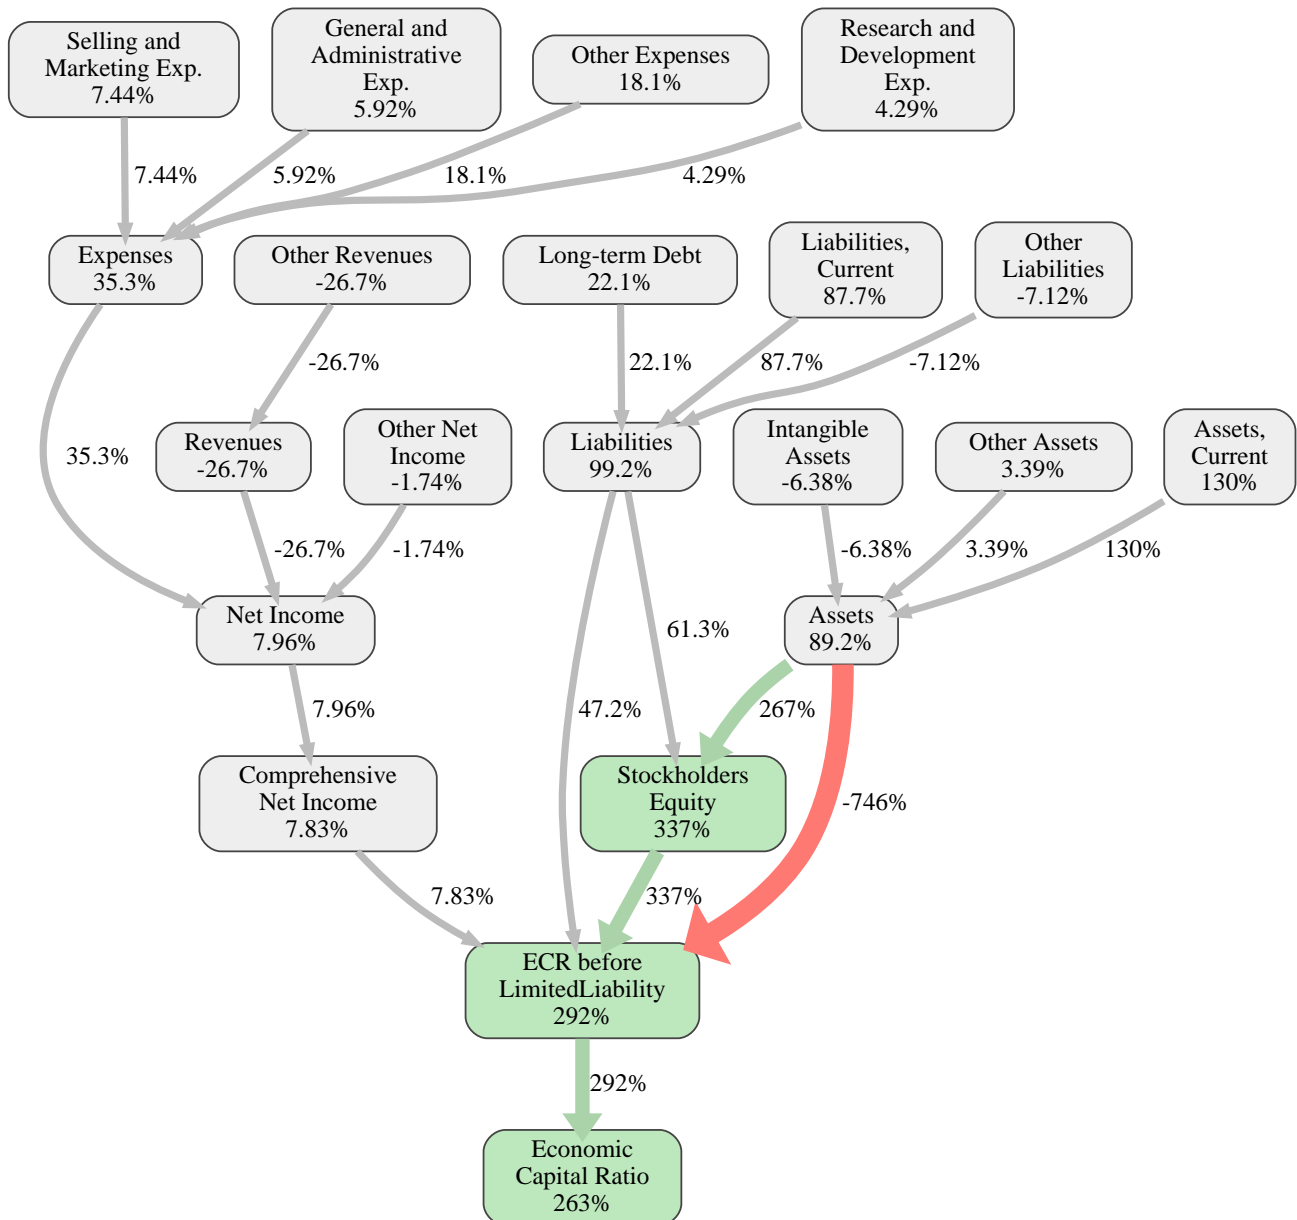 Selling and
Marketing Exp.
7.44%
General and
Administrative
Exp.
5.92%
Other Expenses
18.1%
Research and
Development
Exp.
4.29%
7.44%
5.92%
18.1%
4.29%
Expenses
35.3%
Other Revenues
-26.7%
Long-term Debt
22.1%
Liabilities,
Current
87.7%
Other
Liabilities
-7.12%
-26.7%
22.1%
87.7%
-7.12%
35.3%
Revenues
-26.7%
Other Net
Income
-1.74%
Liabilities
99.2%
Intangible
Assets
-6.38%
Other Assets
3.39%
Assets,
Current
130%
-26.7%
-1.74%
-6.38%
3.39%
130%
Net Income
7.96%
61.3%
Assets
89.2%
7.96%
47.2%
267%
Comprehensive
Net Income
7.83%
Stockholders
Equity
337%
-746%
7.83%
337%
ECR before
LimitedLiability
292%
292%
Economic
Capital Ratio
263%